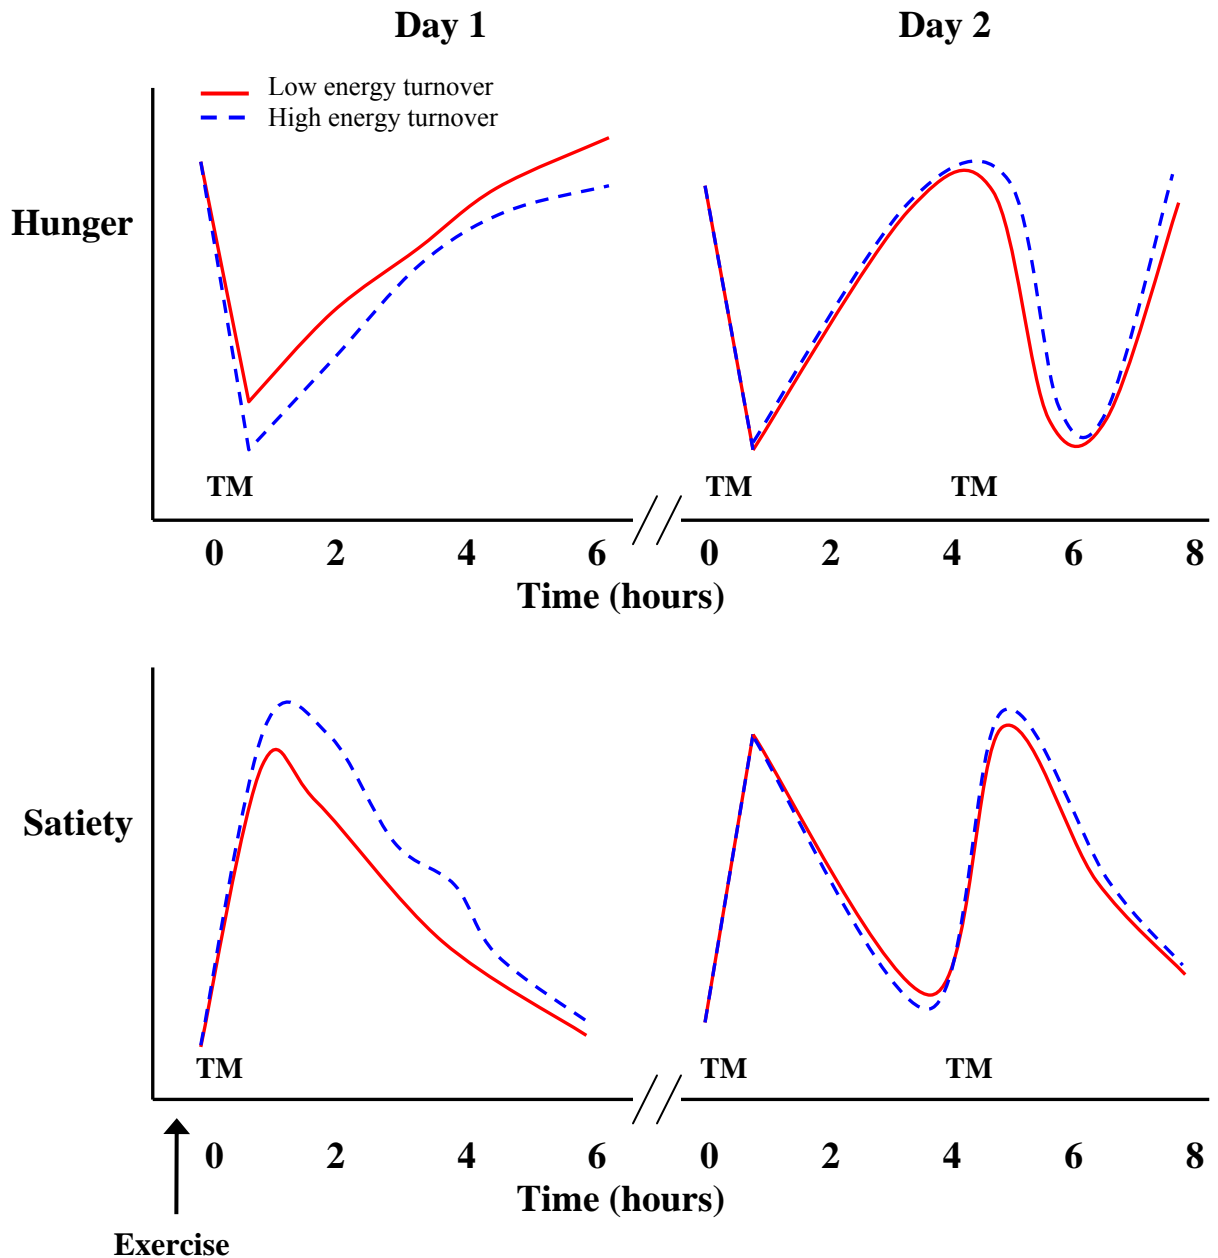 Day 1 Day 2
Low energy turnover
High energy turnover
Hunger
TM TM TM
0 2 4 6 0 2 4 6 8
Time (hours)
Satiety
TM TM TM
0 2 4 6 0 2 4 6 8
Time (hours)
Exercise